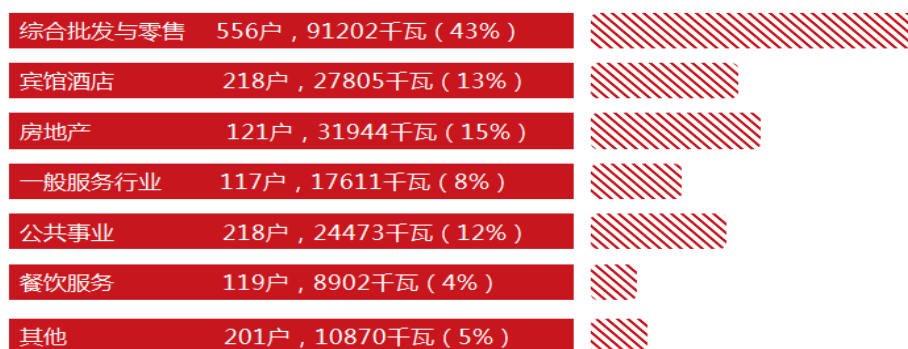 综合批发与零售 556户，91202千瓦（43%）
宾馆酒店 218户，27805千瓦（13%）
房地产 121户，31944千瓦（15%）
一般服务行业 117户，17611千瓦（8%）
公共事业 218户，24473千瓦（12%）
餐饮服务 119户，8902千瓦（4%）
其他 201户，10870千瓦（5%）